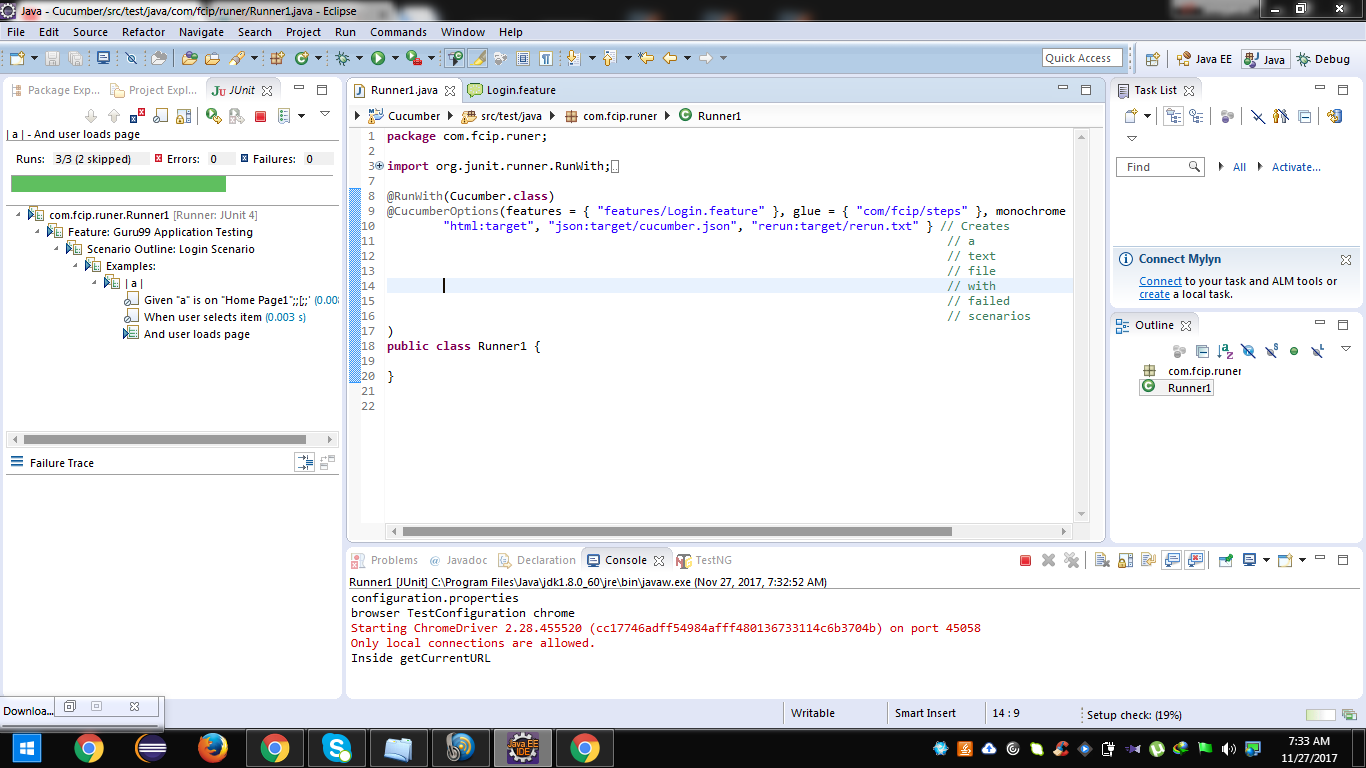 Java - Cucumber/src/test/java/com/fcip/runer/Runner1.java - Eclipse
File Edit Source Refactor Navigate Search Project Run Commands Window Help
Quick Access Java EE Java Debug
Package Exp... Project Expl... JUnit
| a | - And user loads page
Runs: 3/3 (2 skipped) Errors: 0 Failures: 0
com.fcip.runer.Runner1 [Runner: JUnit 4]
Feature: Guru99 Application Testing
Scenario Outline: Login Scenario
Examples:
| a |
Given "a" is on "Home Page1";;[;;' (0.00
When user selects item (0.003 s)
And user loads page
Failure Trace
Runner1.java Login.feature
Cucumber src/test/java com.fcip.runer Runner1
1 package com.fcip.runer;
2
3 import org.junit.runner.RunWith;
7
8 @RunWith(Cucumber.class)
9 @CucumberOptions(features = { "features/Login.feature" }, glue = { "com/fcip/steps" }, monochrome
10 "html:target", "json:target/cucumber.json", "rerun:target/rerun.txt" } // Creates
11 // a
12 // text
13 // file
14 // with
15 // failed
16 // scenarios
17 )
18 public class Runner1 {
19
20 }
21
22
Task List
Find All Activate...
Connect Mylyn
Connect to your task and ALM tools or
create a local task.
Outline
com.fcip.runer
Runner1
Problems Javadoc Declaration Console TestNG
Runner1 [JUnit] C:\Program Files\Java\jdk1.8.0_60\jre\bin\javaw.exe (Nov 27, 2017, 7:32:52 AM)
configuration.properties
browser TestConfiguration chrome
Starting ChromeDriver 2.28.455520 (cc17746adff54984afff480136733114c6b3704b) on port 45058
Only local connections are allowed.
Inside getCurrentURL
Downloa...
Writable Smart Insert 14 : 9 Setup check: (19%)
Java EE
IDE
7:33 AM
11/27/2017